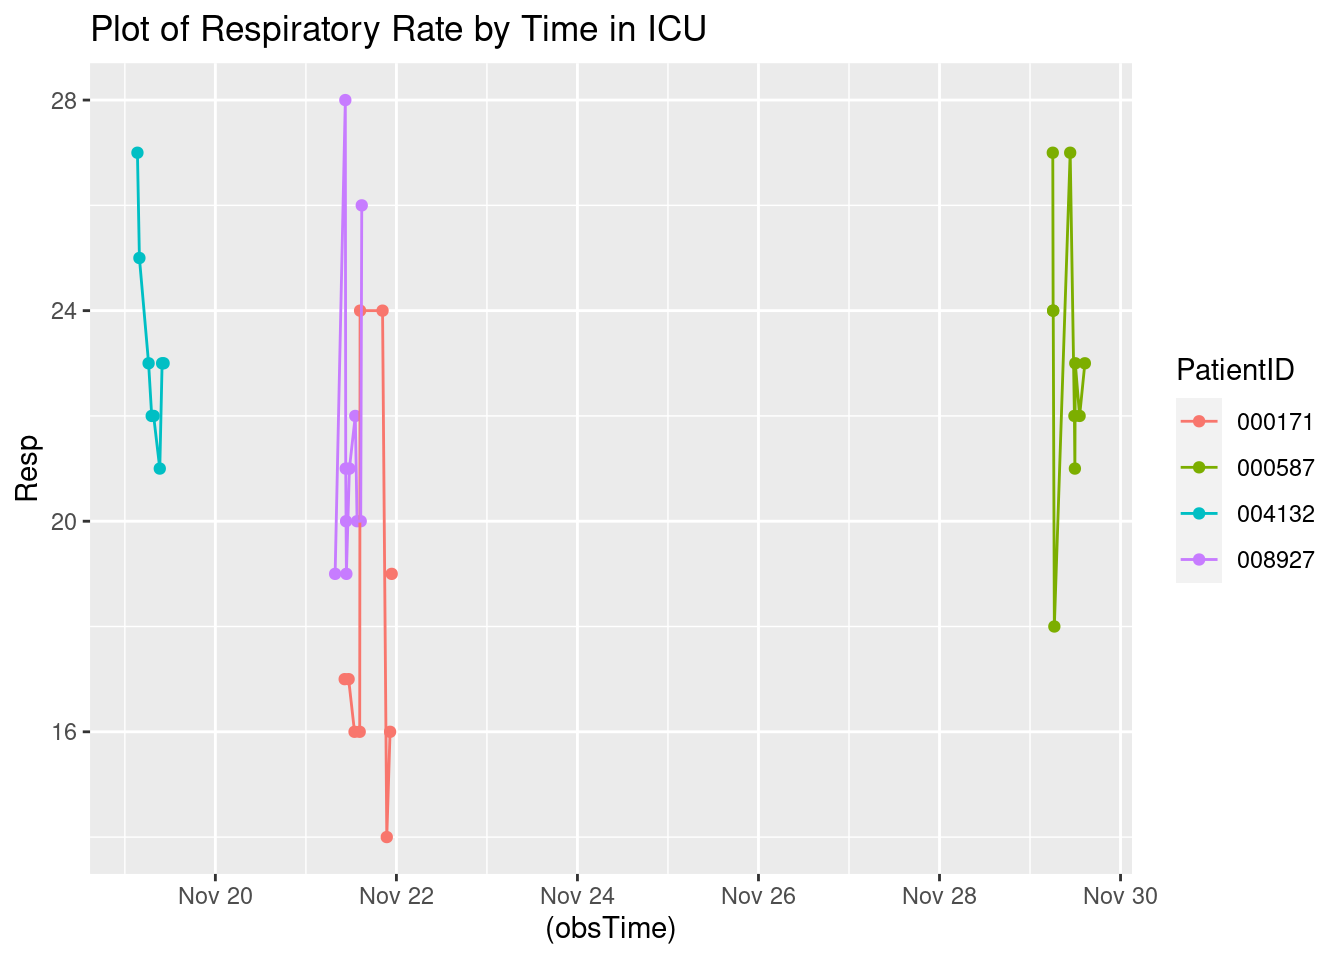 Plot of Respiratory Rate by Time in ICU
28
24
20
16
Resp
Nov 20 Nov 22 Nov 24 Nov 26 Nov 28 Nov 30
(obsTime)
PatientID
000171
000587
004132
008927